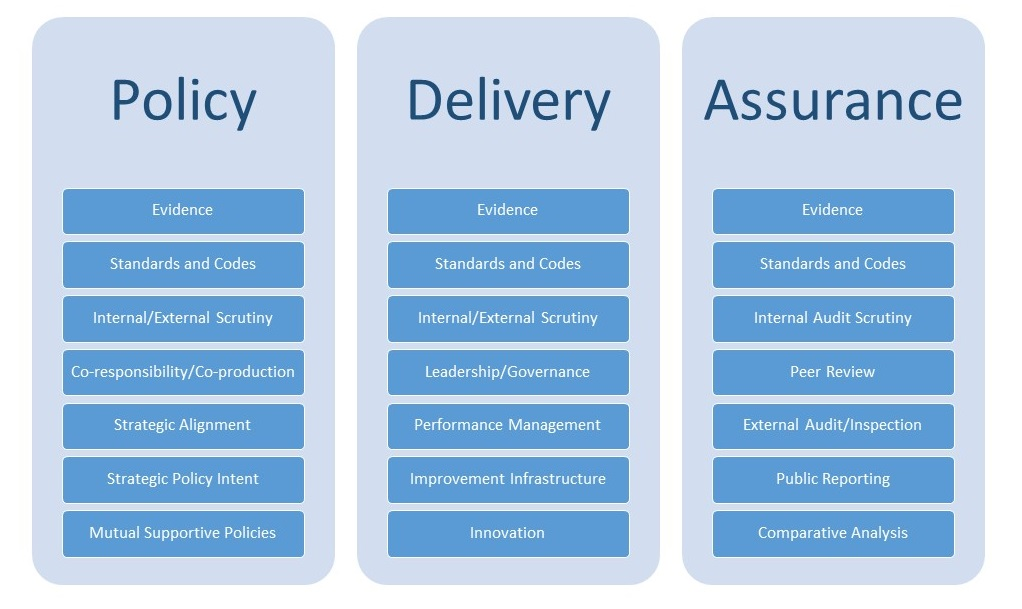 Policy
Evidence
Standards and Codes
Internal/External Scrutiny
Co-responsibility/Co-production
Strategic Alignment
Strategic Policy Intent
Mutual Supportive Policies
Delivery
Evidence
Standards and Codes
Internal/External Scrutiny
Leadership/Governance
Performance Management
Improvement Infrastructure
Innovation
Assurance
Evidence
Standards and Codes
Internal Audit Scrutiny
Peer Review
External Audit/Inspection
Public Reporting
Comparative Analysis